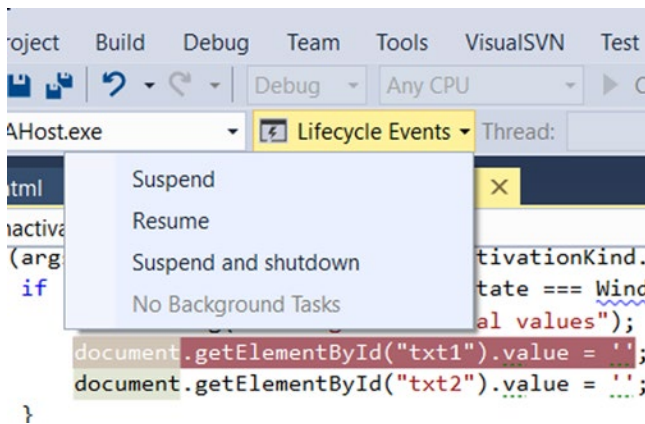 roject Build Debug Team Tools VisualSVN Test
Debug Any CPU C
AHost.exe Lifecycle Events Thread:
tml
Suspend
nactiva Resume
(arg Suspend and shutdown tivationKind.
if tate === Wind
No Background Tasks
g( al values");
document.getElementById("txt1").value = '';
document.getElementById("txt2").value = '';
}